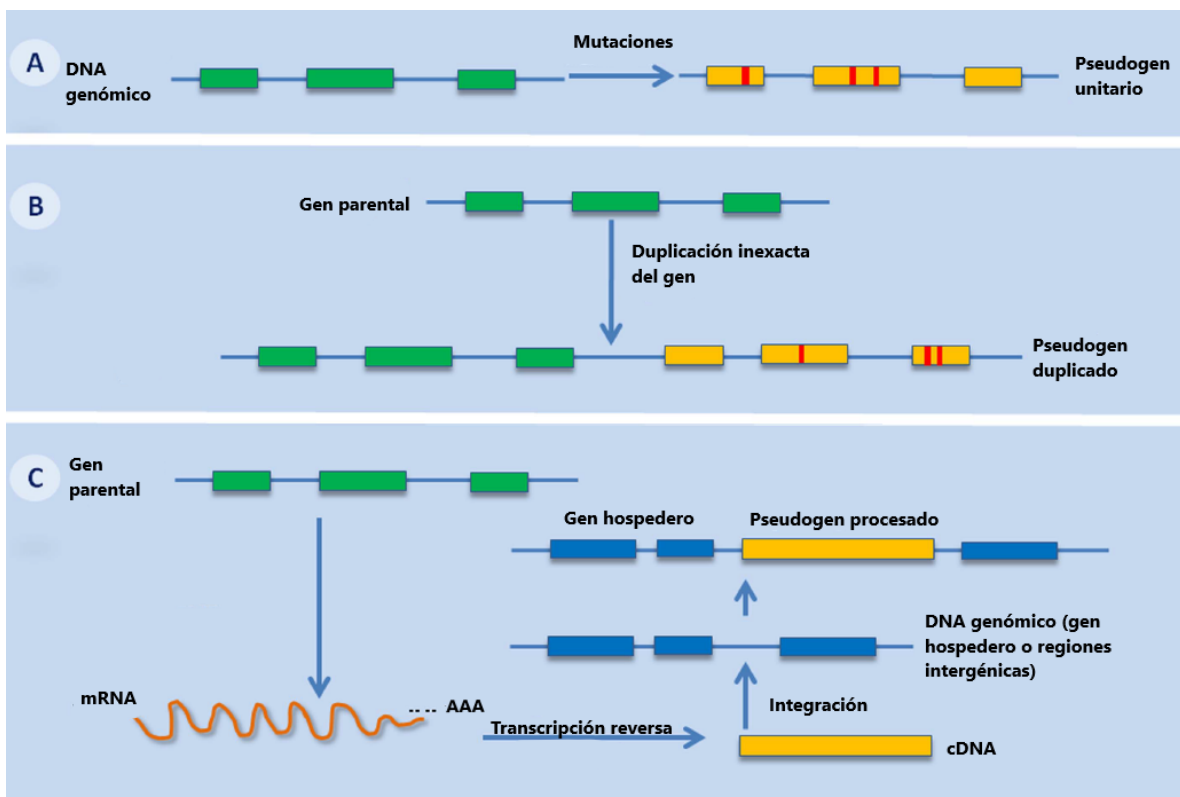 A
DNA
genómico
Mutaciones
Pseudogen
unitario
B
Gen parental
Duplicación inexacta
del gen
Pseudogen
duplicado
C
Gen
parental
Gen hospedero
Pseudogen procesado
DNA genómico (gen
hospedero o regiones
intergénicas)
mRNA
AAA
Transcripción reversa
Integración
cDNA